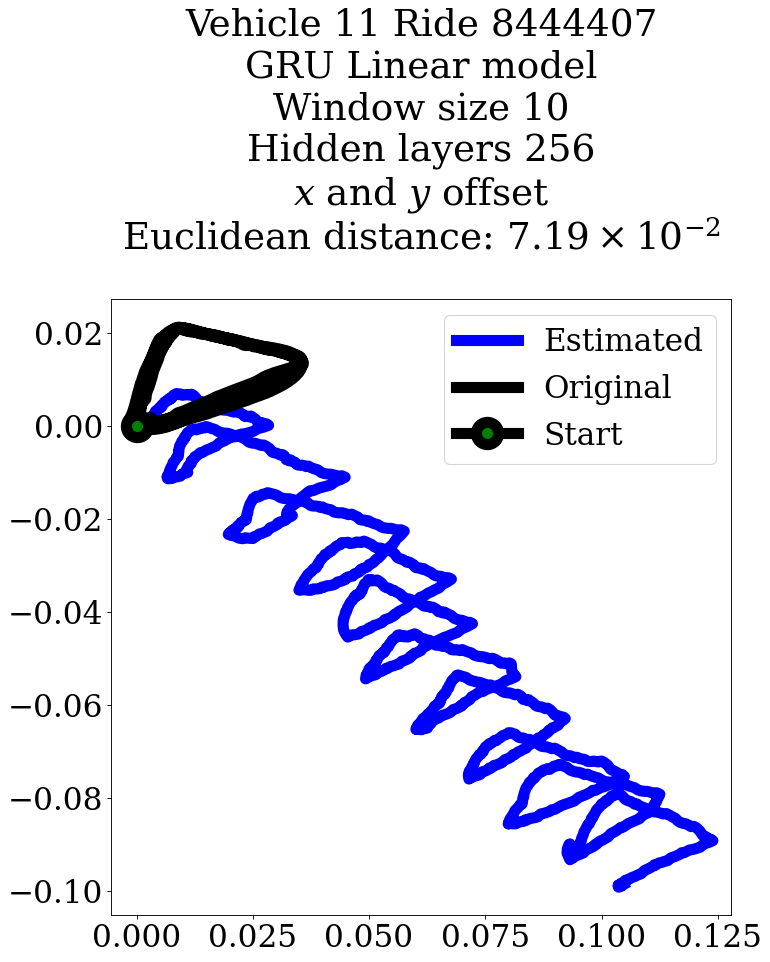 Vehicle 11 Ride 8444407
GRU Linear model
Window size 10
Hidden layers 256
x and y offset
Euclidean distance: 7.19 × 10⁻²
Estimated
Original
Start
0.02
0.00
−0.02
−0.04
−0.06
−0.08
−0.10
0.000 0.025 0.050 0.075 0.100 0.125